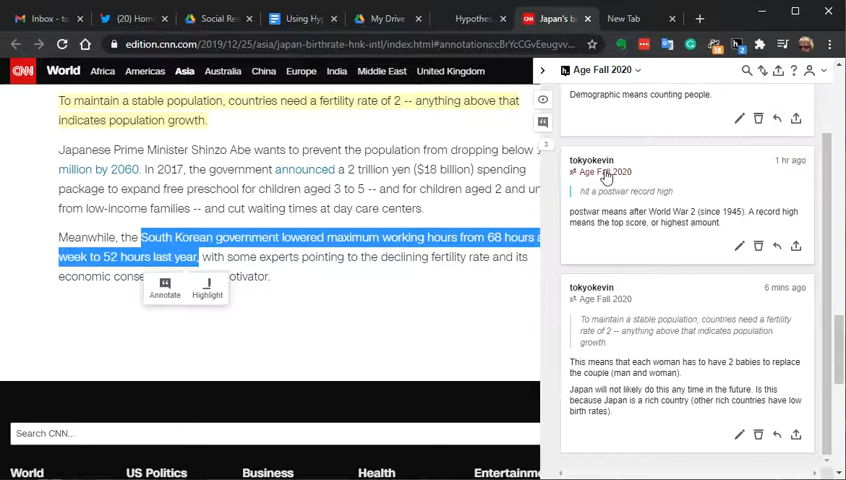 Inbox - t
(20) Hom
Social Re
Using Hy
My Drive
Hypothes
Japan's b
New Tab
edition.cnn.com/2019/12/25/asia/japan-birthrate-hnk-intl/index.html#annotations:cBrYcCGvEeugvv...
38
2
CNN World Africa Americas Asia Australia China Europe India Middle East United Kingdom
To maintain a stable population, countries need a fertility rate of 2 -- anything above that
indicates population growth.
Japanese Prime Minister Shinzo Abe wants to prevent the population from dropping below
million by 2060. In 2017, the government announced a 2 trillion yen ($18 billion) spending
package to expand free preschool for children aged 3 to 5 -- and for children aged 2 and un
from low-income families -- and cut waiting times at day care centers.
Meanwhile, the South Korean government lowered maximum working hours from 68 hours a
week to 52 hours last year, with some experts pointing to the declining fertility rate and its
economic conse
otivator.
Annotate
Highlight
Search CNN...
World
US Politics
Business
Health
Entertainme
Age Fall 2020
3
Demographic means counting people.
tokyokevin
1 hr ago
Age Fall 2020
hit a postwar record high
postwar means after World War 2 (since 1945). A record high
means the top score, or highest amount.
tokyokevin
6 mins ago
Age Fall 2020
To maintain a stable population, countries need a fertility
rate of 2 -- anything above that indicates population
growth.
This means that each woman has to have 2 babies to replace
the couple (man and woman).
Japan will not likely do this any time in the future. Is this
because Japan is a rich country (other rich countries have low
birth rates).